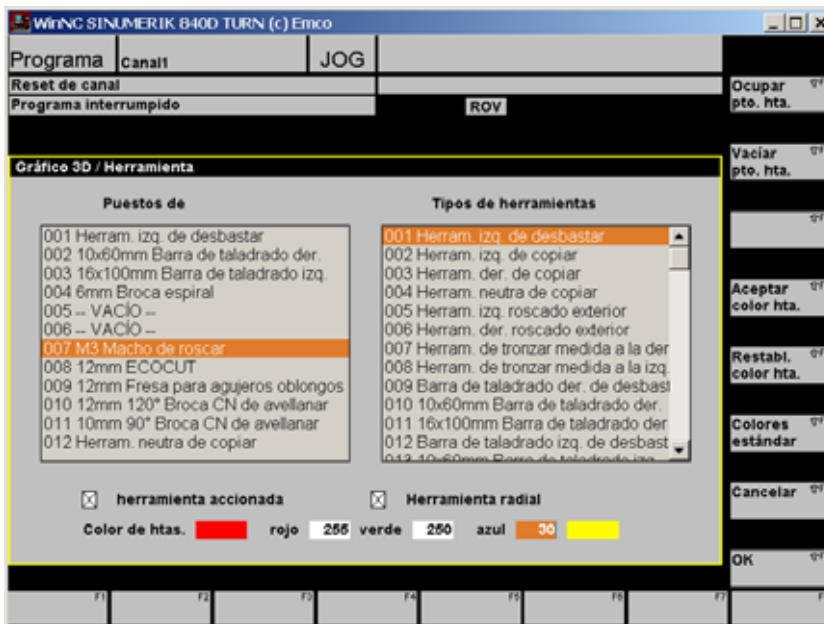 WinNC SINUMERIK 840D TURN (c) Emco
Programa Canal1 JOG
Reset de canal
Programa interrumpido ROV
Gráfico 3D / Herramienta
Puestos de
001 Herram. izq. de desbastar
002 10x60mm Barra de taladrado der.
003 16x100mm Barra de taladrado izq.
004 6mm Broca espiral
005 -- VACÍO --
006 -- VACÍO --
007 M3 Macho de roscar
008 12mm ECOCUT
009 12mm Fresa para agujeros oblongos
010 12mm 120° Broca CN de avellanar
011 10mm 90° Broca CN de avellanar
012 Herram. neutra de copiar
Tipos de herramientas
001 Herram. izq. de desbastar
002 Herram. izq. de copiar
003 Herram. der. de copiar
004 Herram. neutra de copiar
005 Herram. izq. roscado exterior
006 Herram. der. roscado exterior
007 Herram. de tronzar medida a la der
008 Herram. de tronzar medida a la izq.
009 Barra de taladrado der. de desbast
010 10x60mm Barra de taladrado der.
011 16x100mm Barra de taladrado der
012 Barra de taladrado izq. de desbast
013 10x60mm Barra de taladrado izq
herramienta accionada
Herramienta radial
Color de htas. rojo 255 verde 250 azul 30
Ocupar
pto. hta.
Vacíar
pto. hta.
Aceptar
color hta.
Restabl.
color hta.
Colores
estándar
Cancelar
OK
F1 F2 F3 F4 F5 F6 F7 F